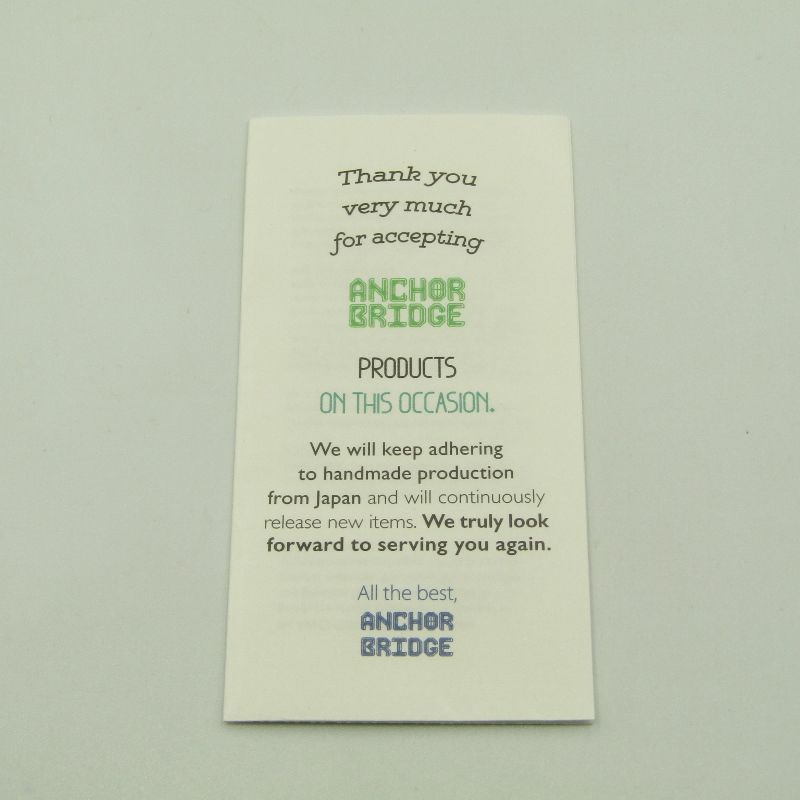 Thank you
very much
for accepting
ANCHOR
BRIDGE
PRODUCTS
ON THIS OCCASION.
We will keep adhering
to handmade production
from Japan and will continuously
release new items. We truly look
forward to serving you again.
All the best,
ANCHOR
BRIDGE